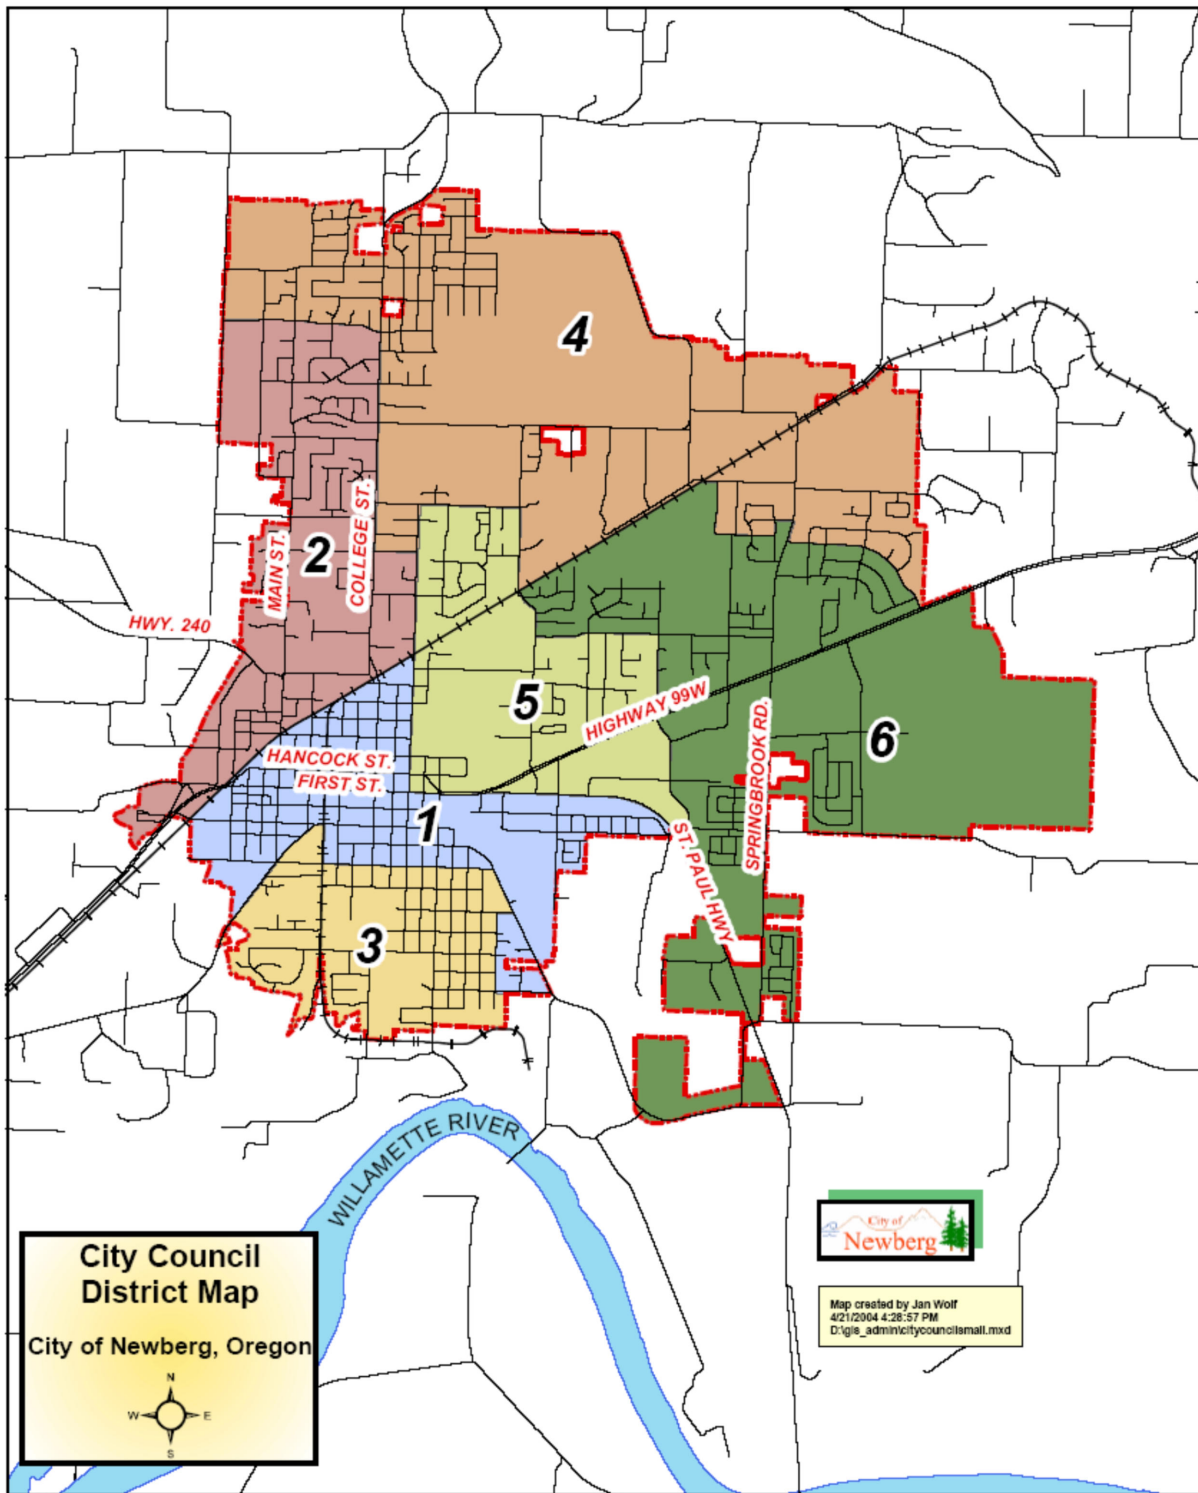 4
2
MAIN ST.
COLLEGE ST.
HWY. 240
5
HIGHWAY 99W
SPRINGBROOK RD.
6
HANCOCK ST.
FIRST ST.
1
ST. PAUL HWY
3
WILLAMETTE RIVER
City of
Newberg
Map created by Jan Wolf
4/21/2004 4:28:57 PM
D:\gis_admin\citycouncilsmall.mxd
City Council
District Map
City of Newberg, Oregon
N
W E
S